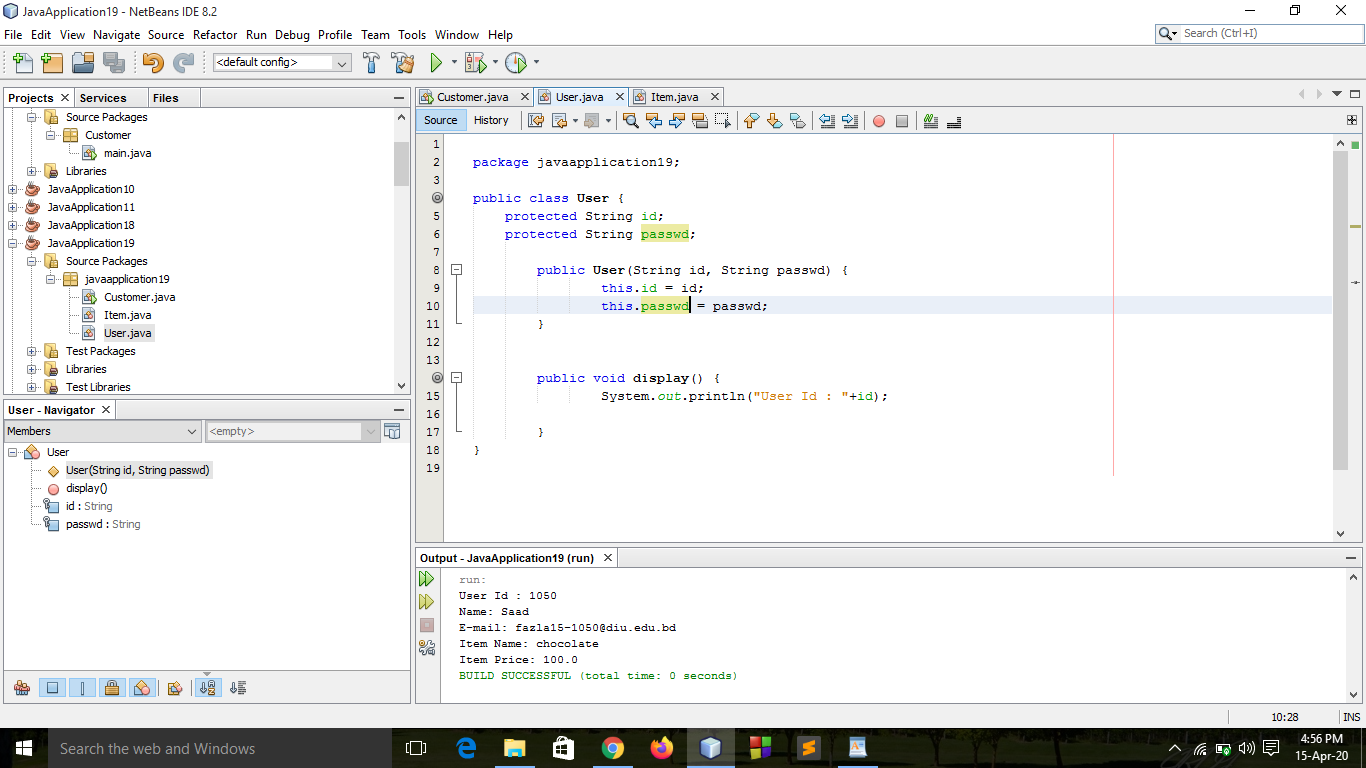 JavaApplication19 - NetBeans IDE 8.2
File Edit View Navigate Source Refactor Run Debug Profile Team Tools Window Help
Search (Ctrl+I)
<default config>
Projects Services Files
Source Packages
Customer
main.java
Libraries
JavaApplication10
JavaApplication11
JavaApplication18
JavaApplication19
Source Packages
javaapplication19
Customer.java
Item.java
User.java
Test Packages
Libraries
Test Libraries
User - Navigator
Members <empty>
User
User(String id, String passwd)
display()
id : String
passwd : String
Customer.java User.java Item.java
Source History
1
2 package javaapplication19;
3
public class User {
5 protected String id;
6 protected String passwd;
7
8 public User(String id, String passwd) {
9 this.id = id;
10 this.passwd = passwd;
11 }
12
13
public void display() {
15 System.out.println("User Id : "+id);
16
17 }
18 }
19
Output - JavaApplication19 (run)
run:
User Id : 1050
Name: Saad
E-mail: fazla15-1050@diu.edu.bd
Item Name: chocolate
Item Price: 100.0
BUILD SUCCESSFUL (total time: 0 seconds)
10:28 INS
Search the web and Windows
4:56 PM
15-Apr-20